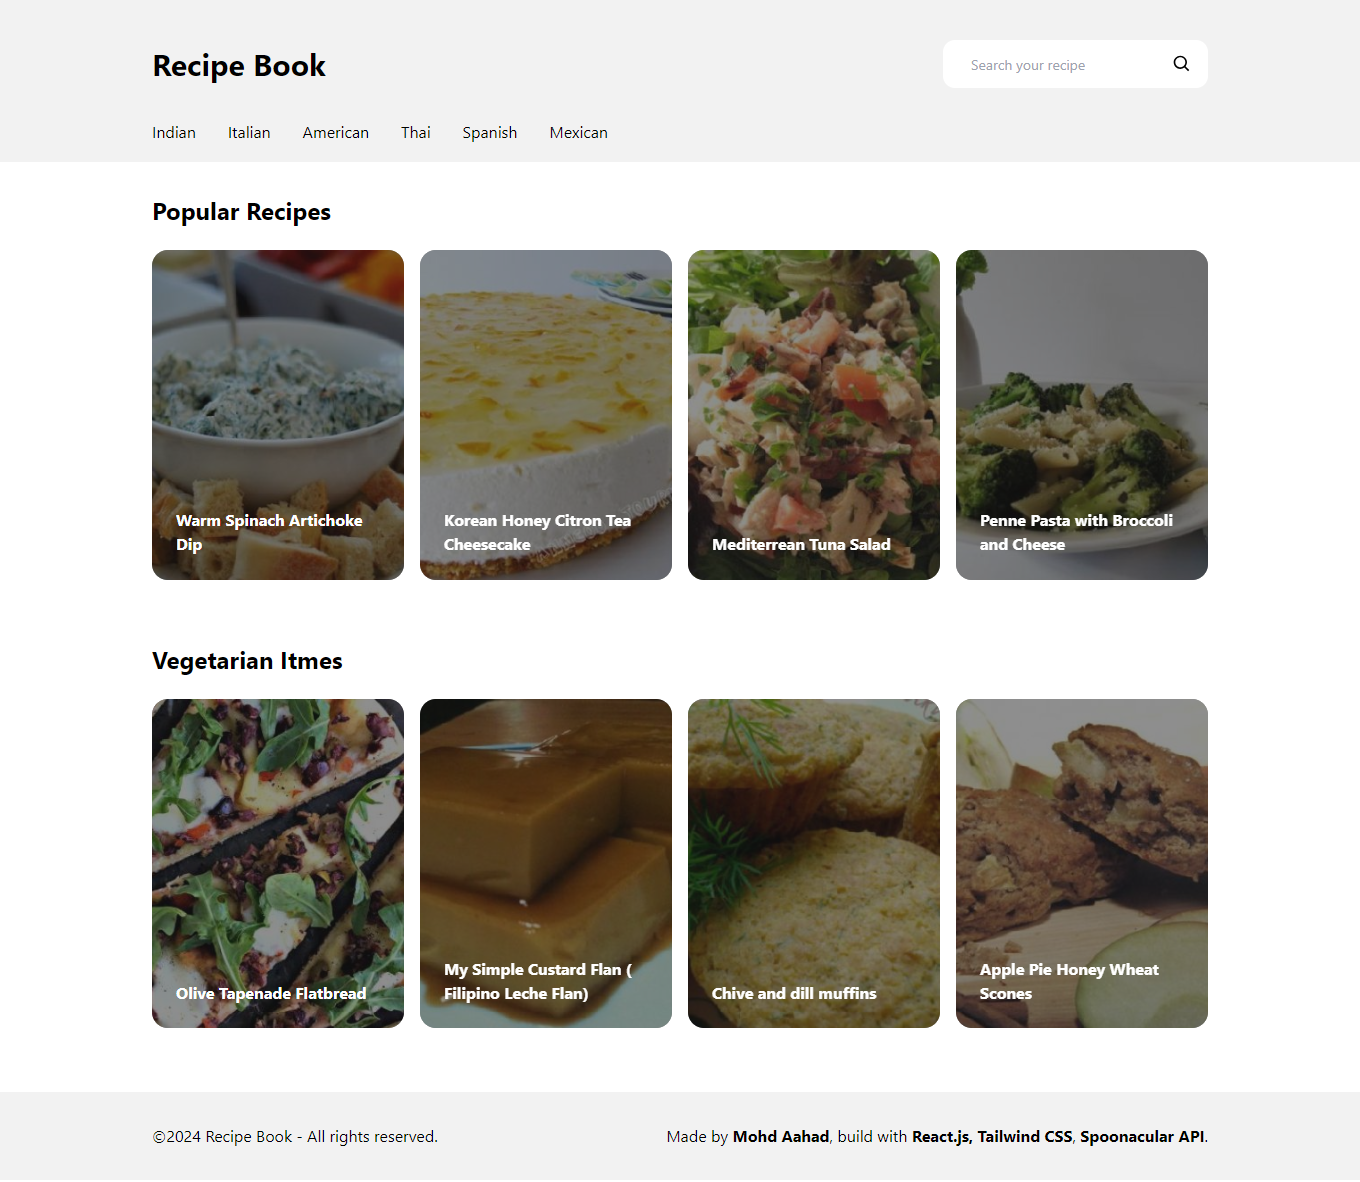 Recipe Book
Search your recipe
Indian Italian American Thai Spanish Mexican
Popular Recipes
Warm Spinach Artichoke
Dip
Korean Honey Citron Tea
Cheesecake
Mediterrean Tuna Salad
Penne Pasta with Broccoli
and Cheese
Vegetarian Itmes
Olive Tapenade Flatbread
My Simple Custard Flan (
Filipino Leche Flan)
Chive and dill muffins
Apple Pie Honey Wheat
Scones
©2024 Recipe Book - All rights reserved.
Made by Mohd Aahad, build with React.js, Tailwind CSS, Spoonacular API.